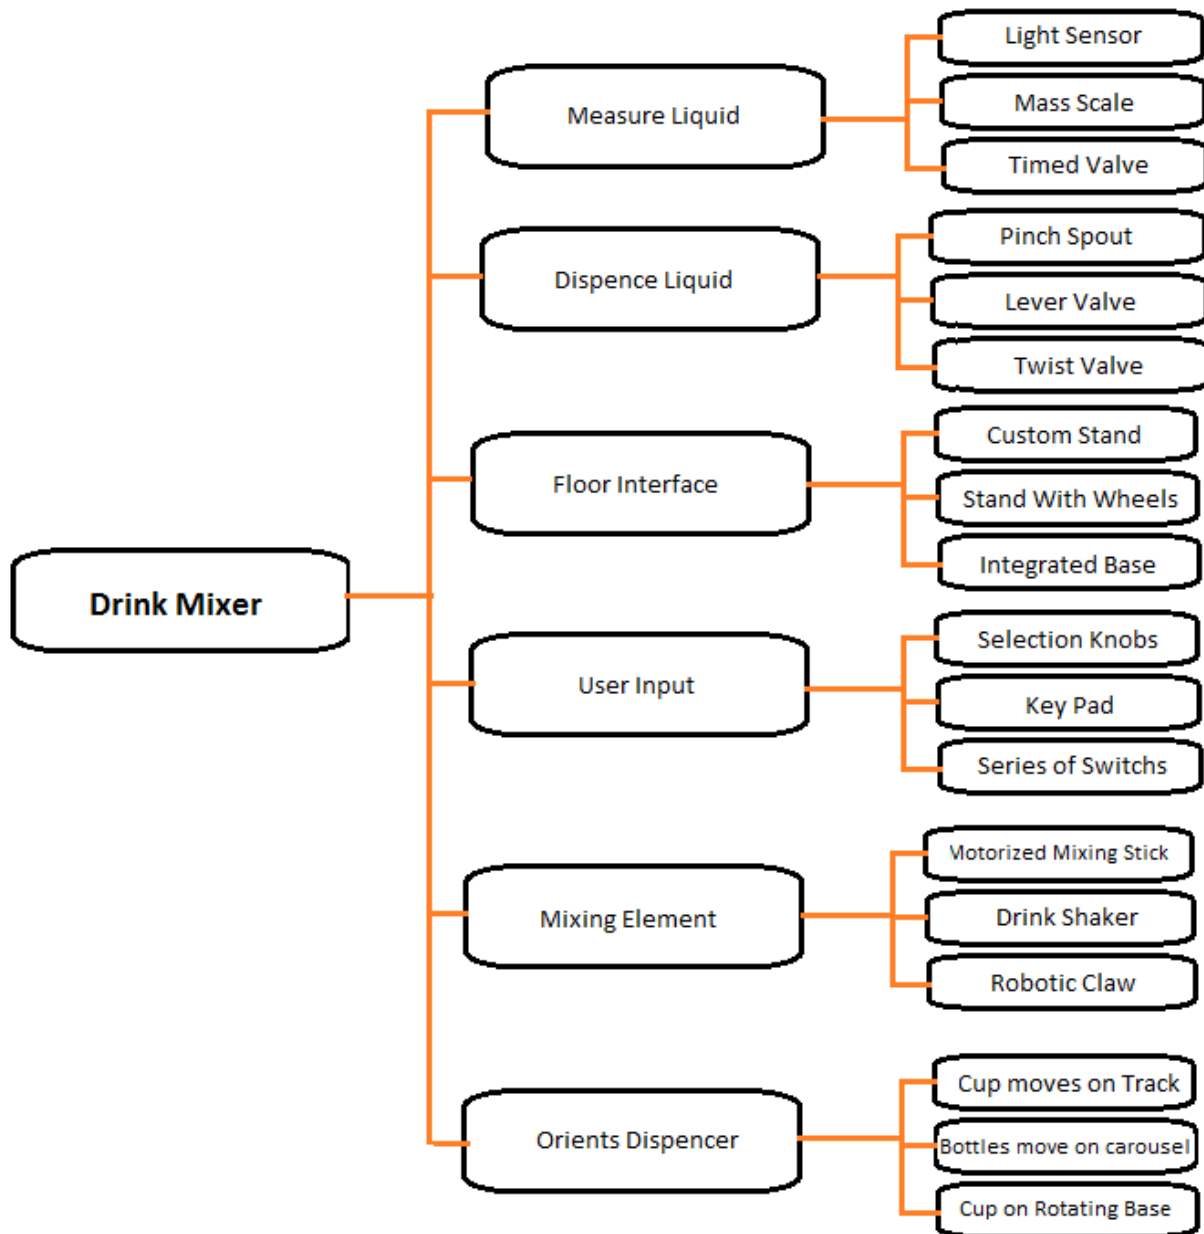 Light Sensor
Measure Liquid
Mass Scale
Timed Valve
Pinch Spout
Dispence Liquid
Lever Valve
Twist Valve
Custom Stand
Floor Interface
Stand With Wheels
Integrated Base
Drink Mixer
Selection Knobs
User Input
Key Pad
Series of Switchs
Motorized Mixing Stick
Mixing Element
Drink Shaker
Robotic Claw
Cup moves on Track
Orients Dispencer
Bottles move on carousel
Cup on Rotating Base